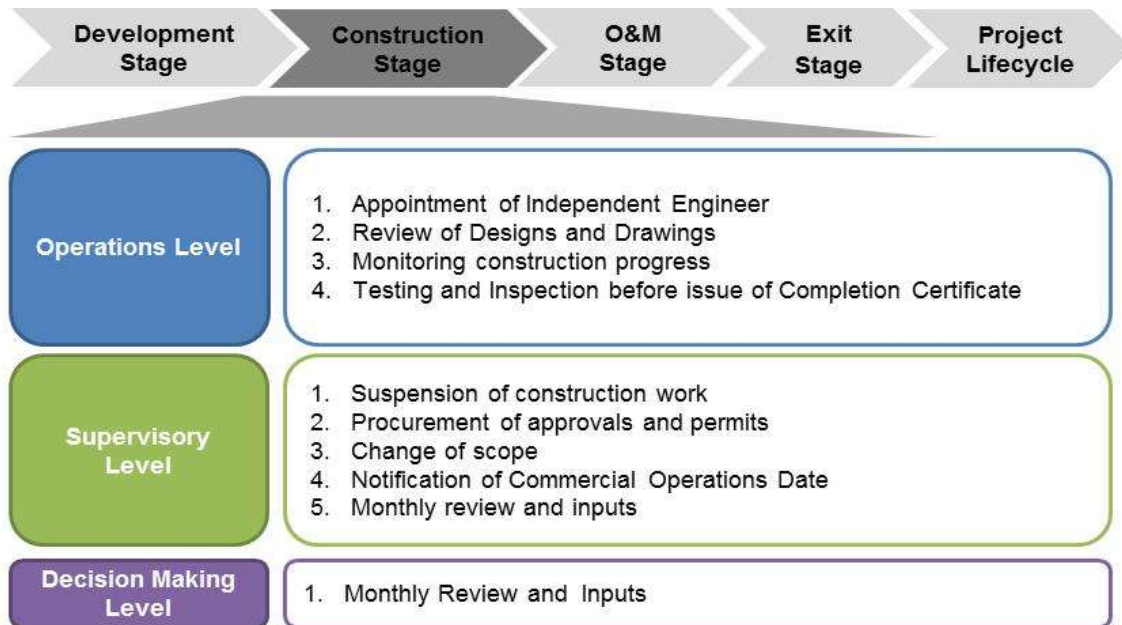 Development
Stage
Construction
Stage
O&M
Stage
Exit
Stage
Project
Lifecycle
Operations Level
1. Appointment of Independent Engineer
2. Review of Designs and Drawings
3. Monitoring construction progress
4. Testing and Inspection before issue of Completion Certificate
Supervisory
Level
1. Suspension of construction work
2. Procurement of approvals and permits
3. Change of scope
4. Notification of Commercial Operations Date
5. Monthly review and inputs
Decision Making
Level
1. Monthly Review and Inputs